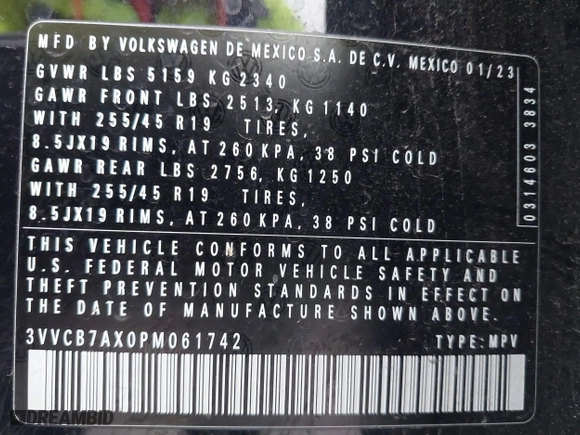 MFD BY VOLKSWAGEN DE MEXICO S.A. DE C.V. MEXICO 01/23
GVWR LBS 5159 KG 2340
GAWR FRONT LBS 2513, KG 1140
WITH 255/45 R19 TIRES,
8.5JX19 RIMS, AT 260 KPA, 38 PSI COLD
GAWR REAR LBS 2756, KG 1250
WITH 255/45 R19 TIRES,
8.5JX19 RIMS, AT 260 KPA, 38 PSI COLD
0314603 3834
THIS VEHICLE CONFORMS TO ALL APPLICABLE
U.S. FEDERAL MOTOR VEHICLE SAFETY AND
THEFT PREVENTION STANDARDS IN EFFECT ON
THE DATE OF MANUFACTURE SHOWN ABOVE.
3VVCB7AX0PM061742 TYPE: MPV
DREAMBID